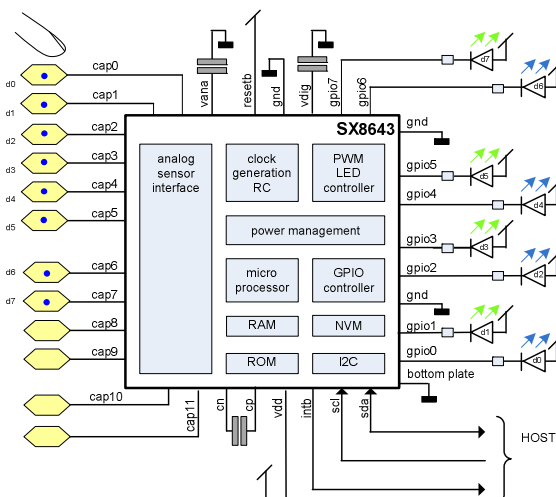 d7
d6
cap0
d0
vana
resetb
gnd
vdig
gpio7
gpio6
cap1
d1
SX8643
gnd
cap2
d2
analog
sensor
interface
clock
generation
RC
PWM
LED
controller
cap3
d3
gpio5
d5
cap4
d4
gpio4
d4
cap5
d5
power management
gpio3
d3
cap6
d6
micro
processor
GPIO
controller
gpio2
d2
cap7
d7
gnd
cap8
RAM
NVM
gpio1
d1
cap9
ROM
I2C
gpio0
d0
bottom plate
cap10
cap11
cn
cp
vdd
intb
scl
sda
HOST